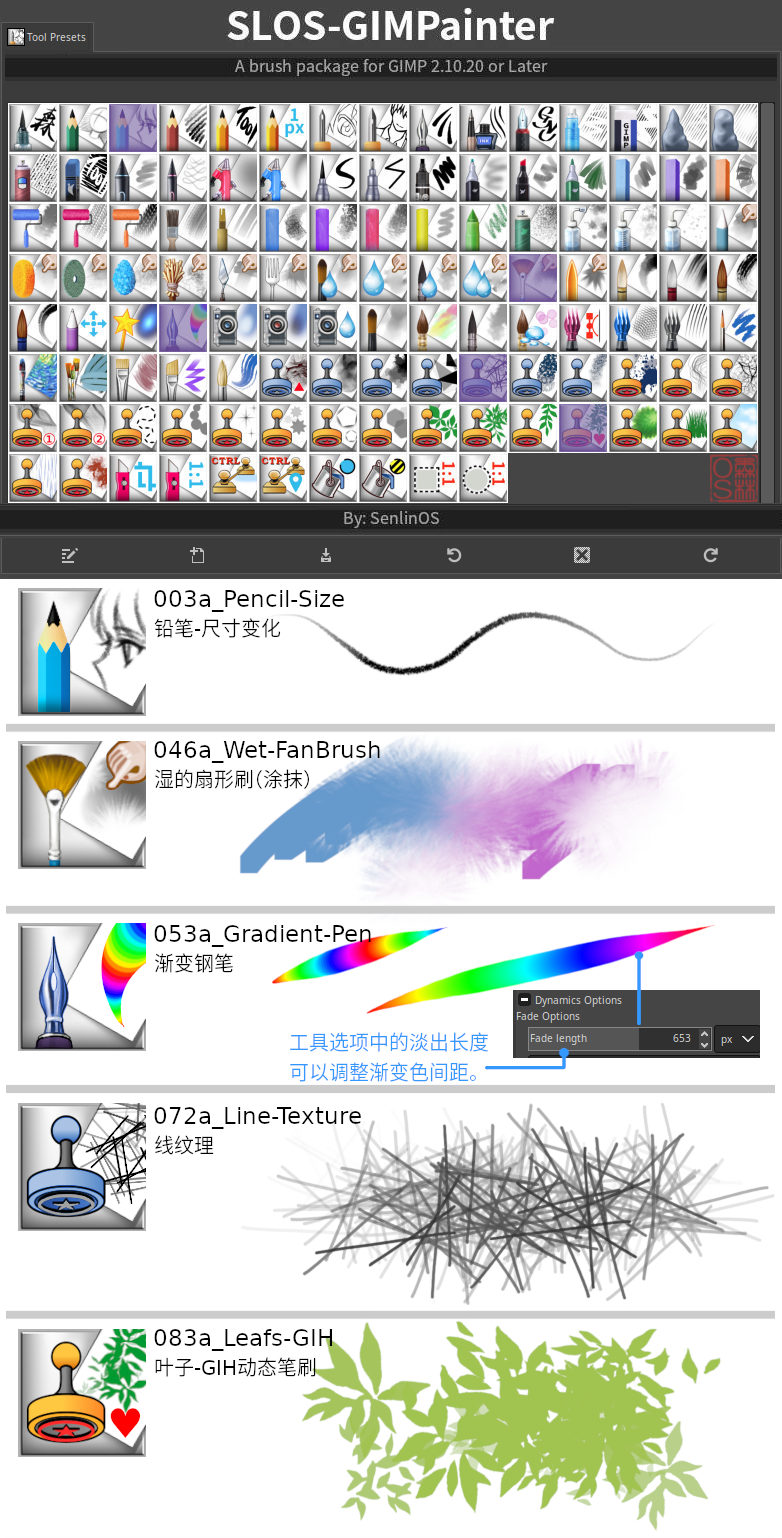 SLOS-GIMPainter
Tool Presets
A brush package for GIMP 2.10.20 or Later
1
px
GIMP
CTRL
CTRL
1:1
1:1
1:1
By: SenlinOS
003a_Pencil-Size
铅笔-尺寸变化
046a_Wet-FanBrush
湿的扇形刷(涂抹)
053a_Gradient-Pen
渐变钢笔
Dynamics Options
Fade Options
Fade length 653 px
工具选项中的淡出长度
可以调整渐变色间距。
072a_Line-Texture
线纹理
083a_Leafs-GIH
叶子-GIH动态笔刷